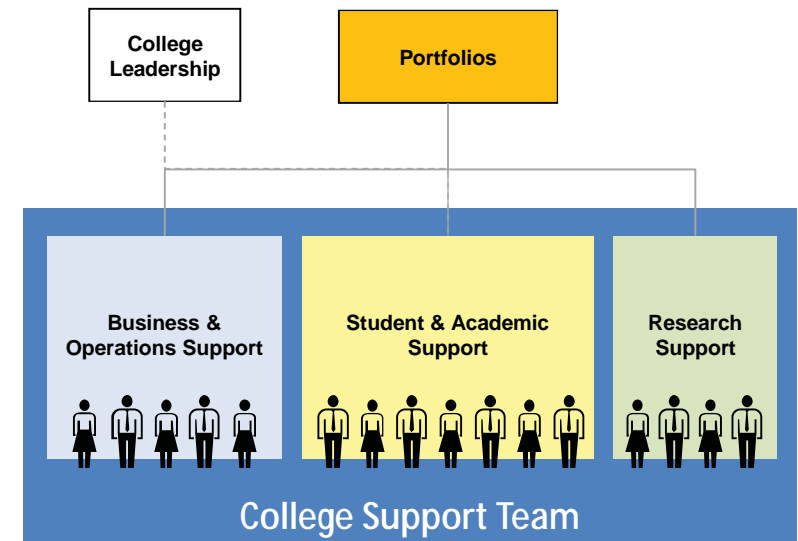 College
Leadership
Portfolios
Business &
Operations Support
Student & Academic
Support
Research
Support
College Support Team